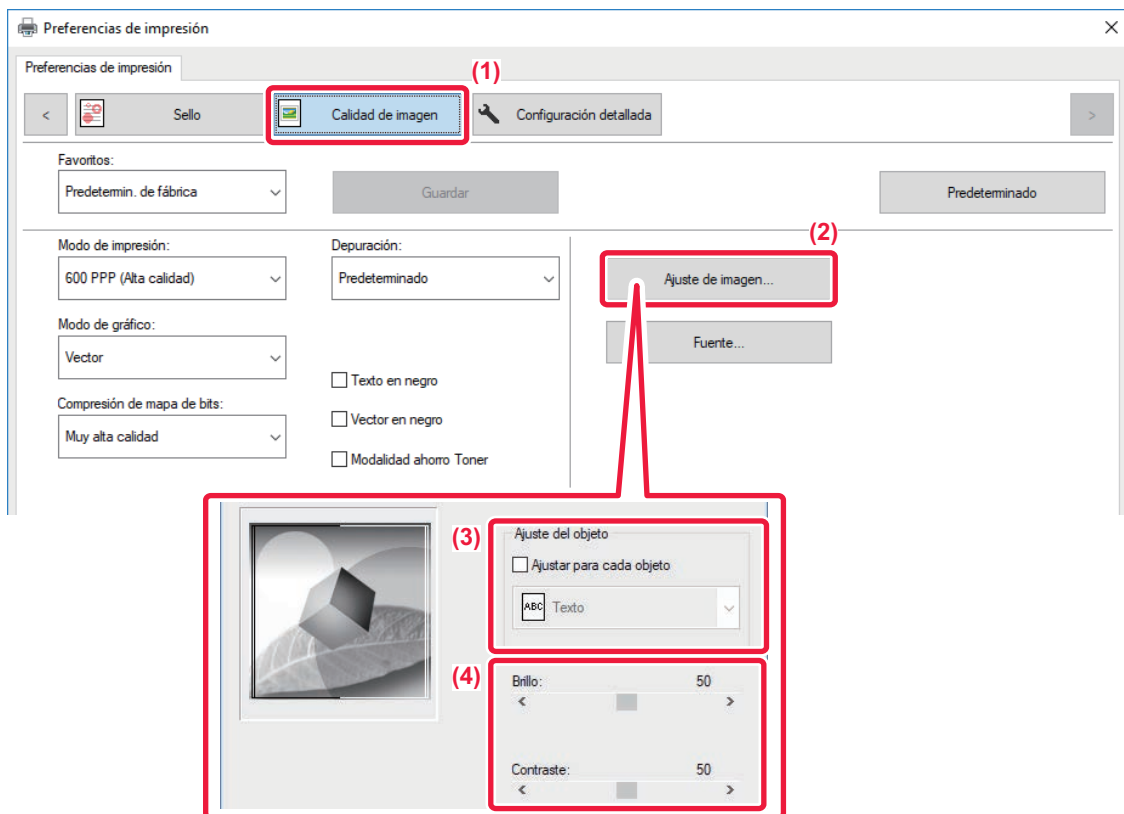 Preferencias de impresión
Preferencias de impresión
(1)
< Sello Calidad de imagen Configuración detallada >
Favoritos:
Predetermin. de fábrica Guardar Predeterminado
(2)
Modo de impresión: Depuración:
600 PPP (Alta calidad) Predeterminado Ajuste de imagen...
Modo de gráfico:
Vector Fuente...
Texto en negro
Compresión de mapa de bits:
Vector en negro
Muy alta calidad
Modalidad ahorro Toner
(3) Ajuste del objeto
Ajustar para cada objeto
ABC Texto
(4) Brillo: 50
< >
Contraste: 50
< >